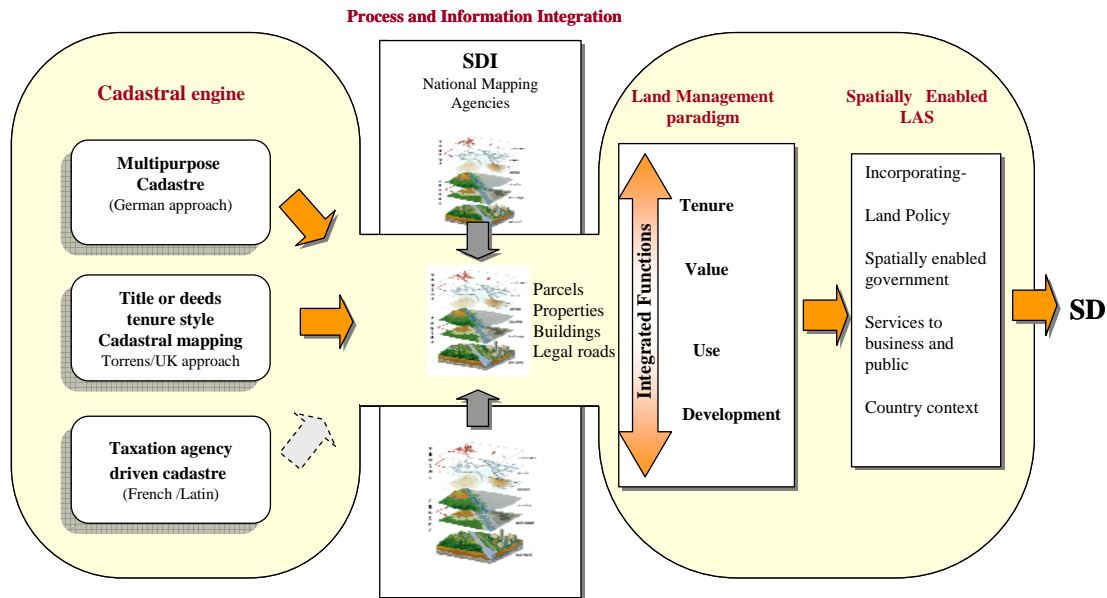 Process and Information Integration
Cadastral engine
Multipurpose
Cadastre
(German approach)
Title or deeds
tenure style
Cadastral mapping
Torrens/UK approach
Taxation agency
driven cadastre
(French /Latin)
SDI
National Mapping
Agencies
Parcels
Properties
Buildings
Legal roads
Land Management
paradigm
Integrated Functions
Tenure
Value
Use
Development
Spatially Enabled
LAS
Incorporating-
Land Policy
Spatially enabled
government
Services to
business and
public
Country context
SD